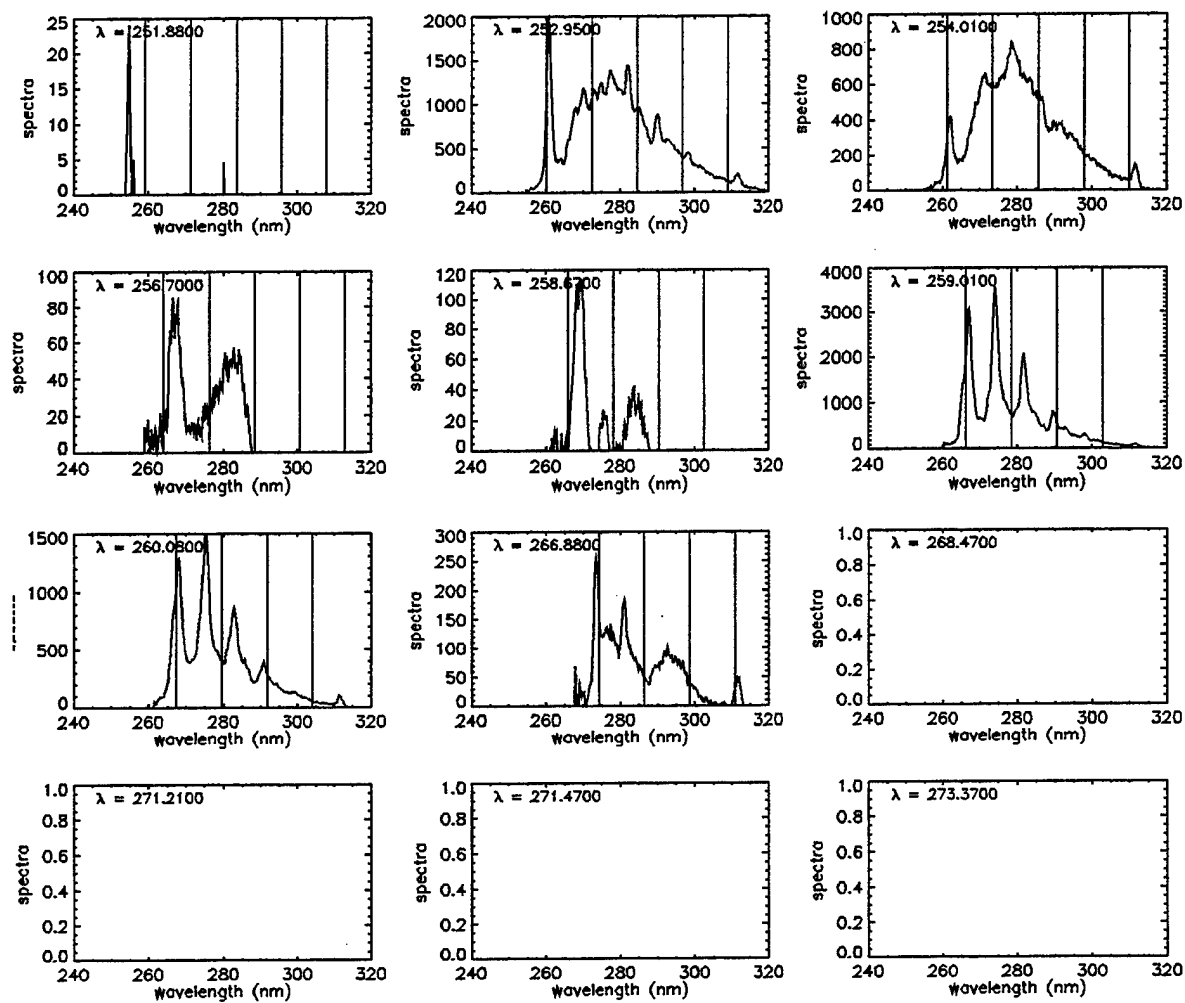 λ = 251.8800
25
20
15
10
5
0
spectra
240 260 280 300 320
wavelength (nm)
λ = 252.9500
2000
1500
1000
500
0
spectra
240 260 280 300 320
wavelength (nm)
λ = 254.0100
1000
800
600
400
200
0
spectra
240 260 280 300 320
wavelength (nm)
λ = 256.7000
100
80
60
40
20
0
spectra
240 260 280 300 320
wavelength (nm)
λ = 258.6700
120
100
80
60
40
20
0
spectra
240 260 280 300 320
wavelength (nm)
λ = 259.0100
4000
3000
2000
1000
0
spectra
240 260 280 300 320
wavelength (nm)
λ = 260.0800
1500
1000
500
0
240 260 280 300 320
wavelength (nm)
λ = 266.8800
300
250
200
150
100
50
0
spectra
240 260 280 300 320
wavelength (nm)
λ = 268.4700
1.0
0.8
0.6
0.4
0.2
0.0
spectra
240 260 280 300 320
wavelength (nm)
λ = 271.2100
1.0
0.8
0.6
0.4
0.2
0.0
spectra
240 260 280 300 320
wavelength (nm)
λ = 271.4700
1.0
0.8
0.6
0.4
0.2
0.0
spectra
240 260 280 300 320
wavelength (nm)
λ = 273.3700
1.0
0.8
0.6
0.4
0.2
0.0
spectra
240 260 280 300 320
wavelength (nm)